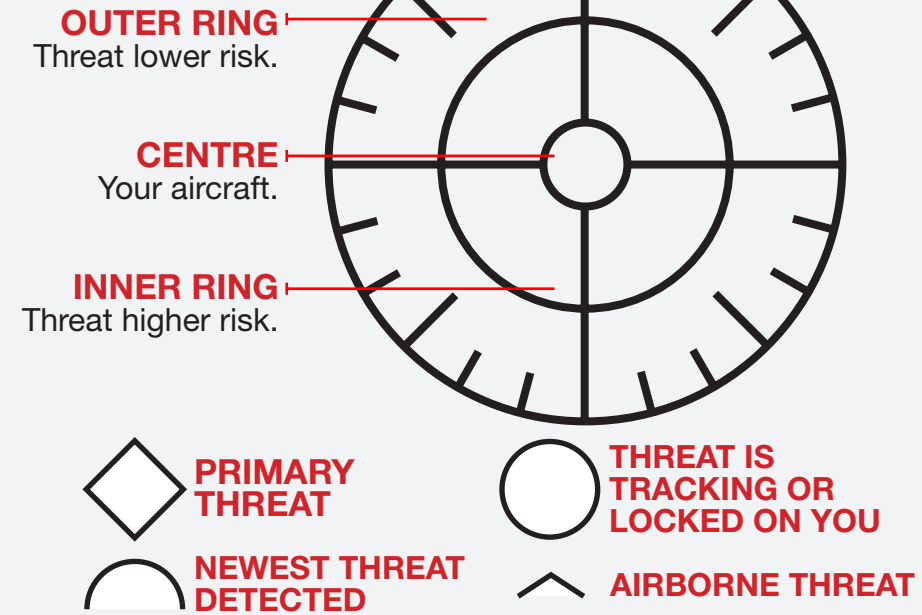 OUTER RING
Threat lower risk.
CENTRE
Your aircraft.
INNER RING
Threat higher risk.
PRIMARY
THREAT
THREAT IS
TRACKING OR
LOCKED ON YOU
NEWEST THREAT
DETECTED
AIRBORNE THREAT